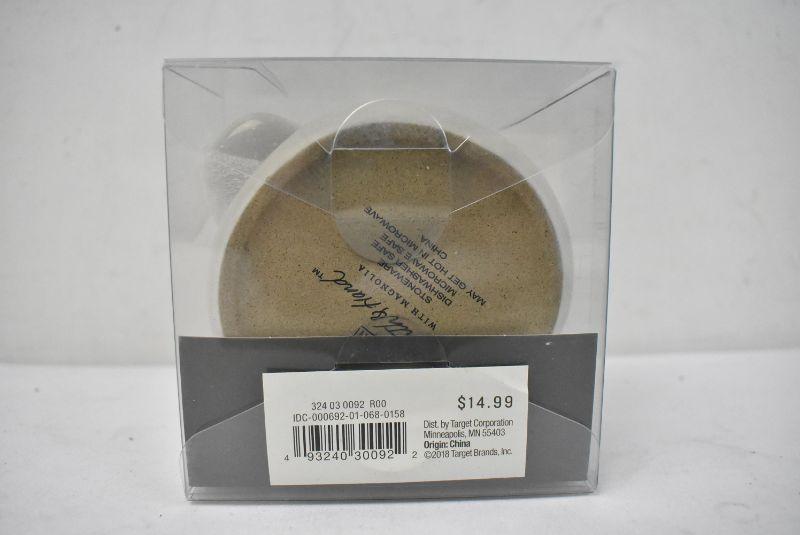 MAY GET HOT IN MICROWAVE
CHINA.
MICROWAVE SAFE
DISHWASHER SAFE
STONEWARE
WITH MAGNOLIA
& Hand™
324 03 0092 R00
IDC-000692-01-068-0158
4 93240 30092 2
$14.99
Dist. by Target Corporation
Minneapolis, MN 55403
Origin: China
©2018 Target Brands, Inc.